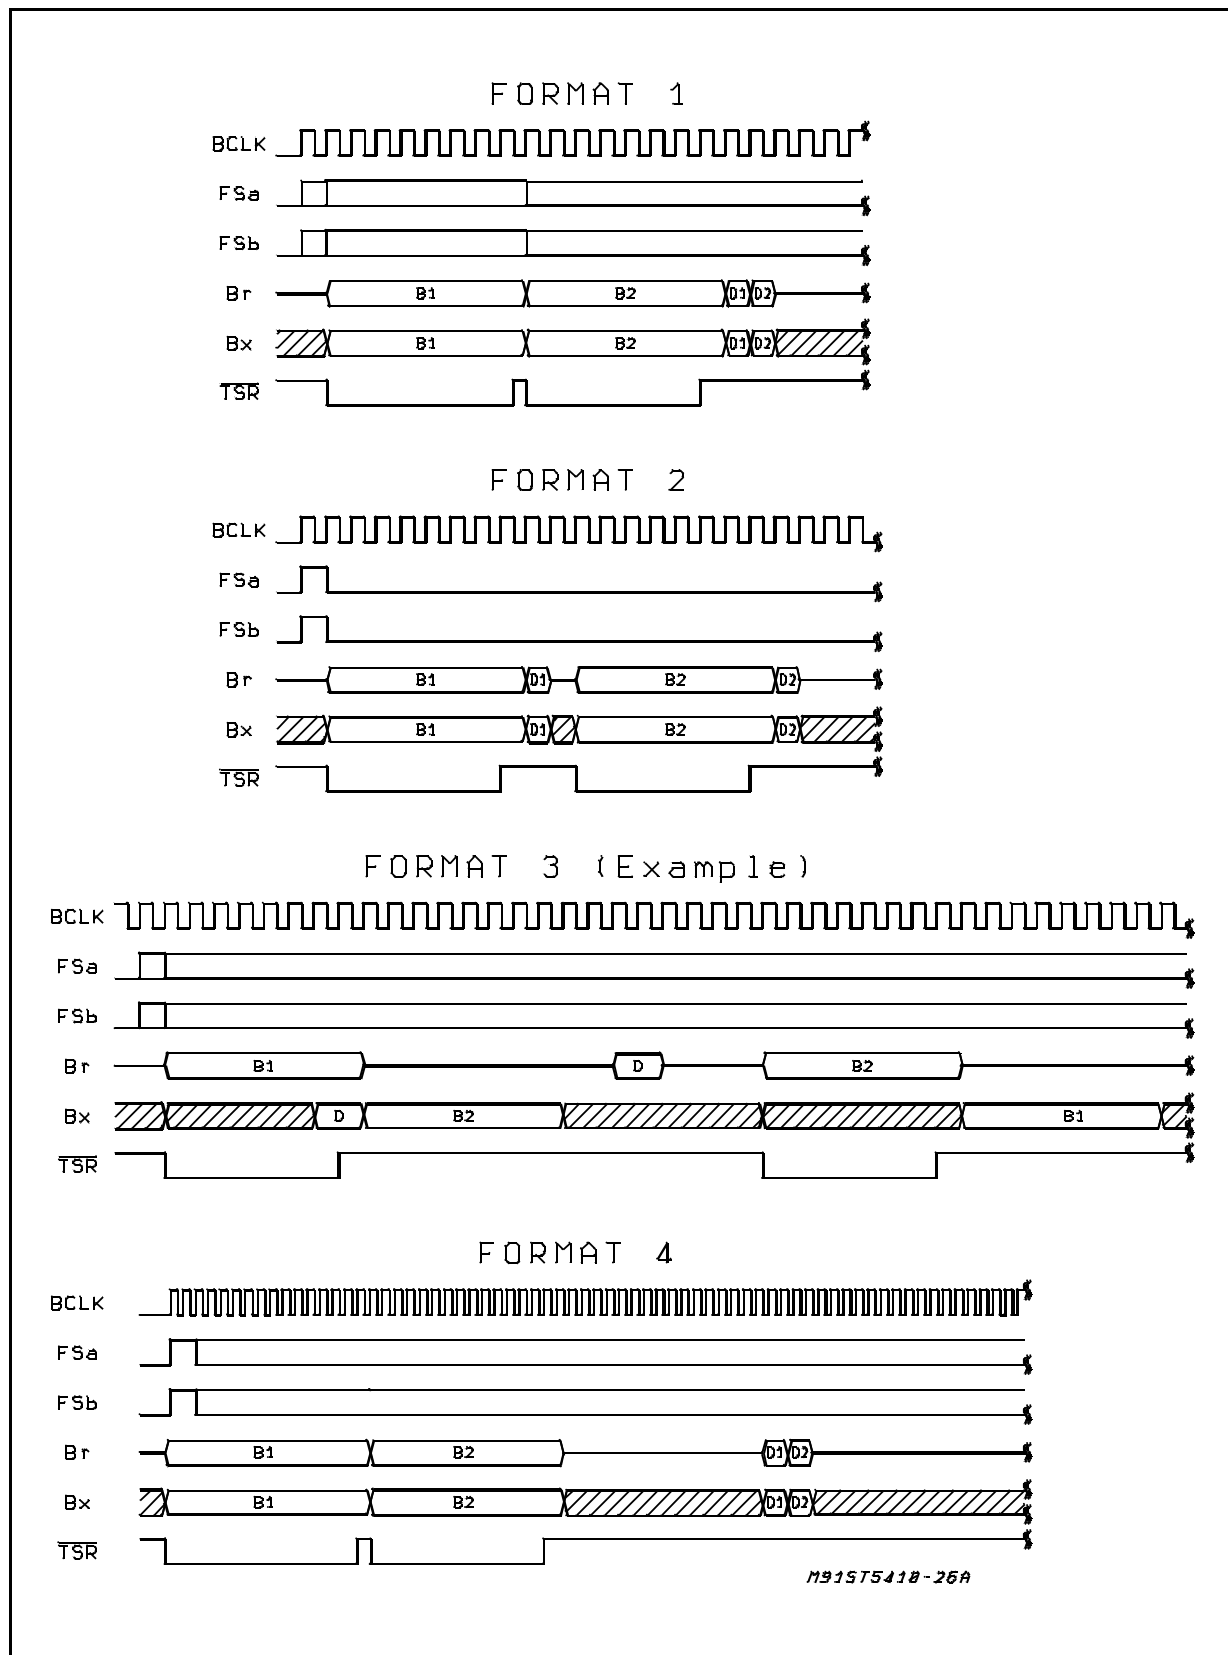 FORMAT 1
BCLK
FSa
FSb
Br B1 B2 D1 D2
Bx B1 B2 D1 D2
TSR
FORMAT 2
BCLK
FSa
FSb
Br B1 D1 B2 D2
Bx B1 D1 B2 D2
TSR
FORMAT 3 (Example)
BCLK
FSa
FSb
Br B1 D B2
Bx D B2 B1
TSR
FORMAT 4
BCLK
FSa
FSb
Br B1 B2 D1 D2
Bx B1 B2 D1 D2
TSR
M91ST5410-26A